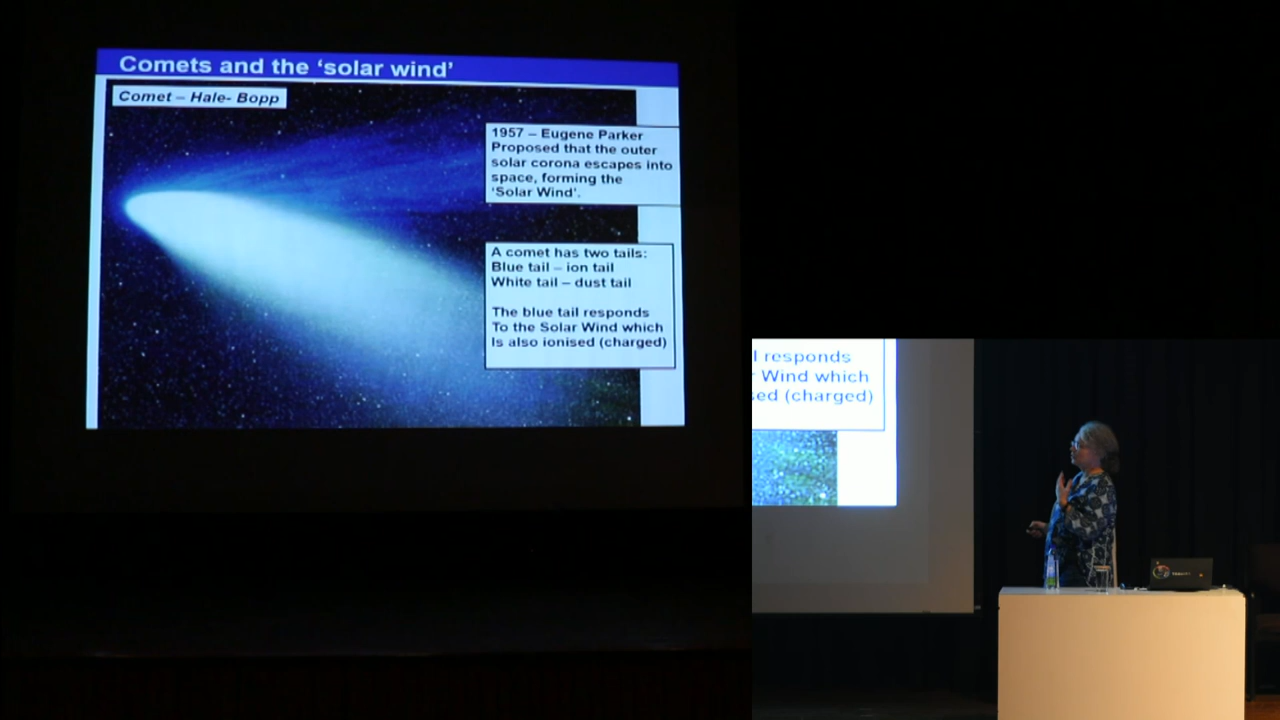 Comets and the ‘solar wind’
Comet – Hale- Bopp
1957 – Eugene Parker
Proposed that the outer
solar corona escapes into
space, forming the
‘Solar Wind’.
A comet has two tails:
Blue tail – ion tail
White tail – dust tail
The blue tail responds
To the Solar Wind which
Is also ionised (charged)
l responds
r Wind which
sed (charged)